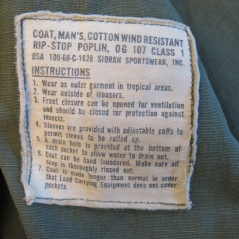 COAT, MAN'S, COTTON WIND RESISTANT
RIP-STOP POPLIN, OG 107 CLASS 1
DSA 100-68-C-1620 SIDRAN SPORTSWEAR, INC.
INSTRUCTIONS
1. Wear as outer garment in tropical areas.
2. Wear outside of trousers.
3. Front closure can be opened for ventilation
and should be closed for protection against
insects.
4. Sleeves are provided with adjustable cuffs to
permit sleeves to be rolled up.
5. A drain hole is provided at the bottom of
each pocket to allow water to drain out.
6. Coat can be hand laundered. Make sure all
soap is thoroughly rinsed out.
7. Coat is made longer than normal in order
that Load Carrying Equipment does not cover
pockets.